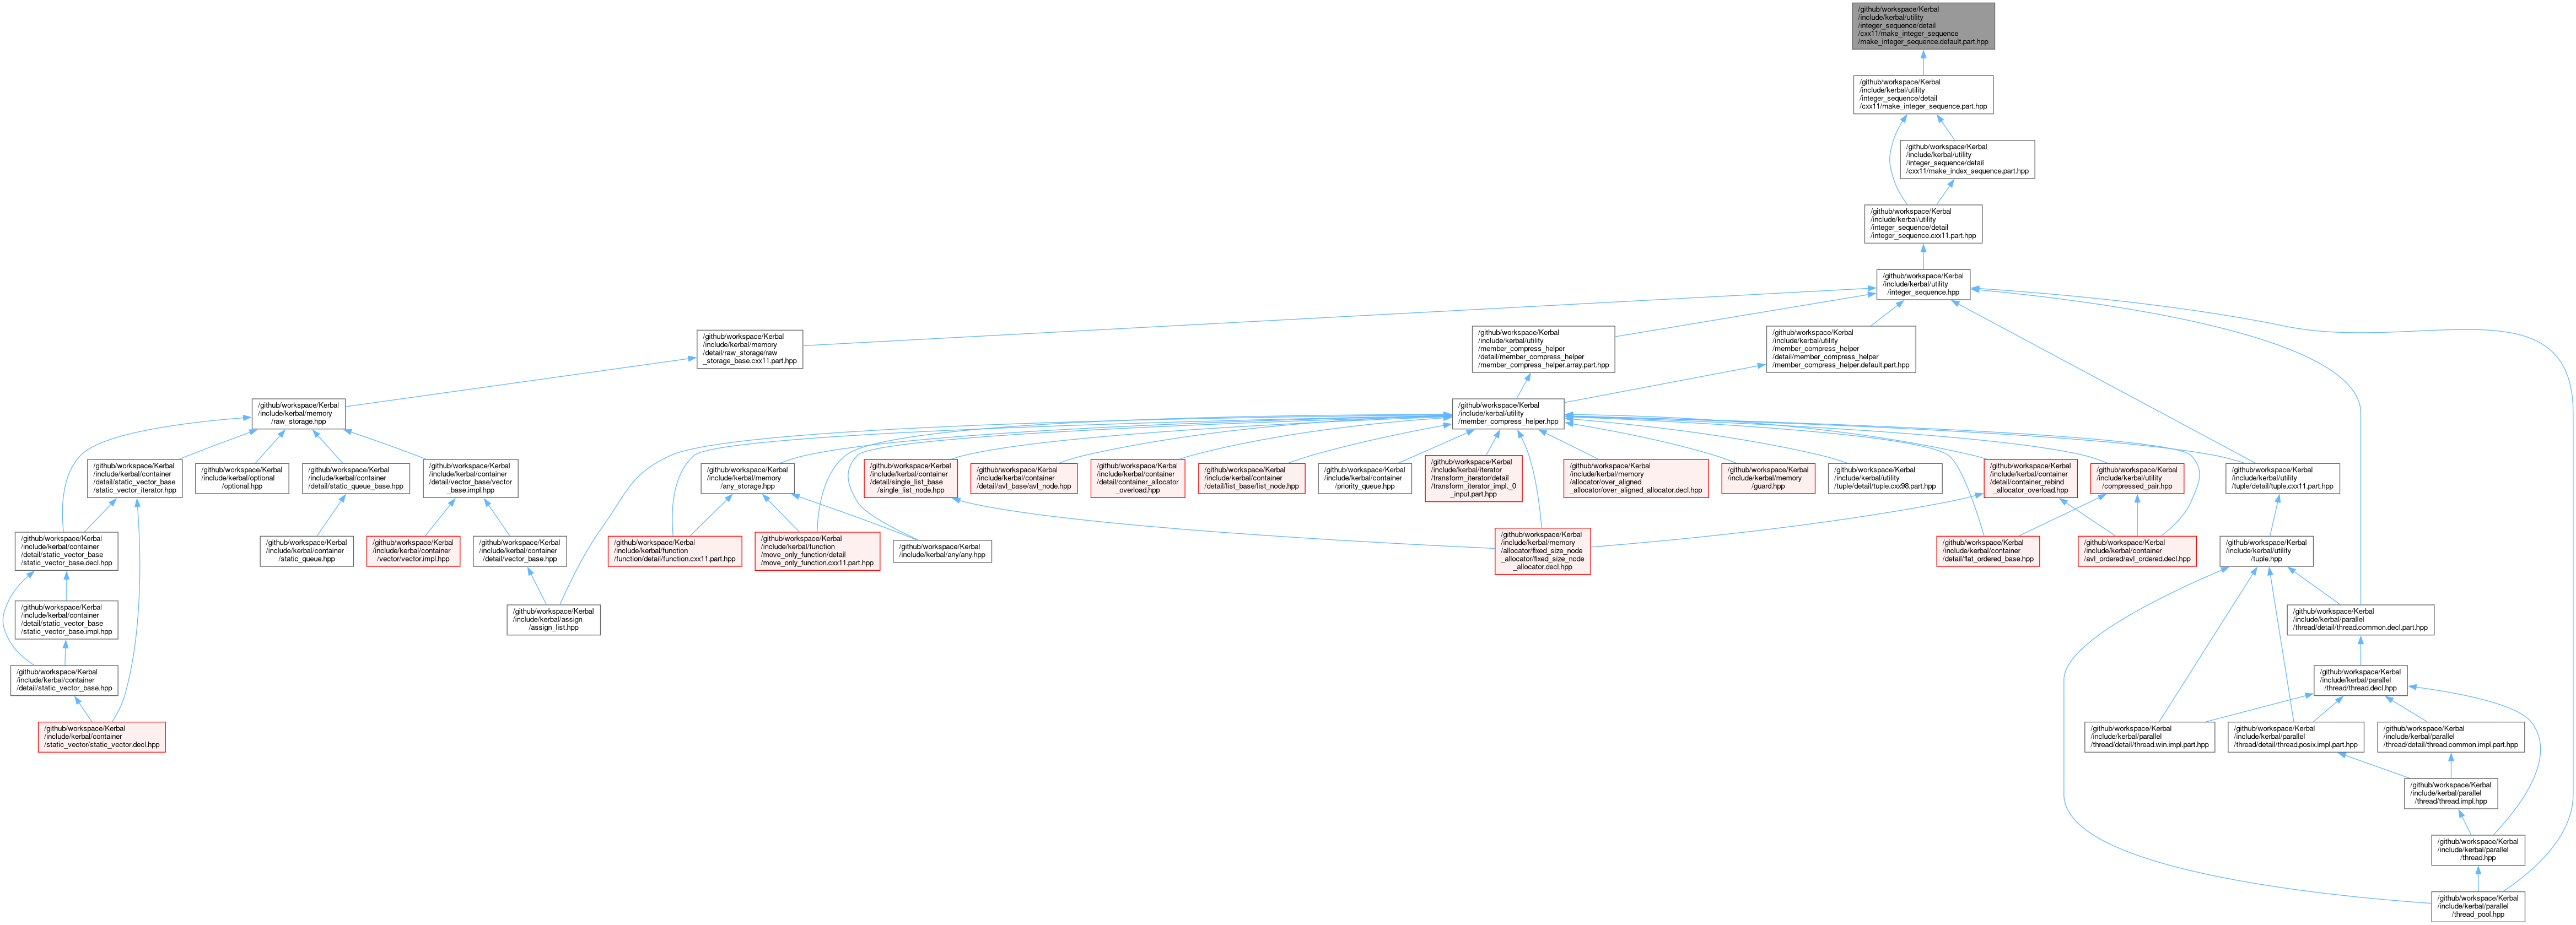 /github/workspace/Kerbal
/include/kerbal/utility
/integer_sequence/detail
/cxx11/make_integer_sequence
/make_integer_sequence.default.part.hpp
/github/workspace/Kerbal
/include/kerbal/utility
/integer_sequence/detail
/cxx11/make_integer_sequence.part.hpp
/github/workspace/Kerbal
/include/kerbal/utility
/integer_sequence/detail
/cxx11/make_index_sequence.part.hpp
/github/workspace/Kerbal
/include/kerbal/utility
/integer_sequence/detail
/integer_sequence.cxx11.part.hpp
/github/workspace/Kerbal
/include/kerbal/utility
/integer_sequence.hpp
/github/workspace/Kerbal
/include/kerbal/memory
/detail/raw_storage/raw
_storage_base.cxx11.part.hpp
/github/workspace/Kerbal
/include/kerbal/utility
/member_compress_helper
/detail/member_compress_helper
/member_compress_helper.array.part.hpp
/github/workspace/Kerbal
/include/kerbal/utility
/member_compress_helper
/detail/member_compress_helper
/member_compress_helper.default.part.hpp
/github/workspace/Kerbal
/include/kerbal/memory
/raw_storage.hpp
/github/workspace/Kerbal
/include/kerbal/utility
/member_compress_helper.hpp
/github/workspace/Kerbal
/include/kerbal/container
/detail/static_vector_base
/static_vector_iterator.hpp
/github/workspace/Kerbal
/include/kerbal/optional
/optional.hpp
/github/workspace/Kerbal
/include/kerbal/container
/detail/static_queue_base.hpp
/github/workspace/Kerbal
/include/kerbal/container
/detail/vector_base/vector
_base.impl.hpp
/github/workspace/Kerbal
/include/kerbal/memory
/any_storage.hpp
/github/workspace/Kerbal
/include/kerbal/container
/detail/single_list_base
/single_list_node.hpp
/github/workspace/Kerbal
/include/kerbal/container
/detail/avl_base/avl_node.hpp
/github/workspace/Kerbal
/include/kerbal/container
/detail/container_allocator
_overload.hpp
/github/workspace/Kerbal
/include/kerbal/container
/detail/list_base/list_node.hpp
/github/workspace/Kerbal
/include/kerbal/container
/priority_queue.hpp
/github/workspace/Kerbal
/include/kerbal/iterator
/transform_iterator/detail
/transform_iterator_impl_0
_input.part.hpp
/github/workspace/Kerbal
/include/kerbal/memory
/allocator/over_aligned
_allocator/over_aligned_allocator.decl.hpp
/github/workspace/Kerbal
/include/kerbal/memory
/guard.hpp
/github/workspace/Kerbal
/include/kerbal/utility
/tuple/detail/tuple.cxx98.part.hpp
/github/workspace/Kerbal
/include/kerbal/container
/detail/container_rebind
_allocator_overload.hpp
/github/workspace/Kerbal
/include/kerbal/utility
/compressed_pair.hpp
/github/workspace/Kerbal
/include/kerbal/utility
/tuple/detail/tuple.cxx11.part.hpp
/github/workspace/Kerbal
/include/kerbal/container
/detail/static_vector_base
/static_vector_base.decl.hpp
/github/workspace/Kerbal
/include/kerbal/container
/static_queue.hpp
/github/workspace/Kerbal
/include/kerbal/container
/vector/vector.impl.hpp
/github/workspace/Kerbal
/include/kerbal/container
/detail/vector_base.hpp
/github/workspace/Kerbal
/include/kerbal/function
/function/detail/function.cxx11.part.hpp
/github/workspace/Kerbal
/include/kerbal/function
/move_only_function/detail
/move_only_function.cxx11.part.hpp
/github/workspace/Kerbal
/include/kerbal/any/any.hpp
/github/workspace/Kerbal
/include/kerbal/memory
/allocator/fixed_size_node
_allocator/fixed_size_node
_allocator.decl.hpp
/github/workspace/Kerbal
/include/kerbal/container
/detail/flat_ordered_base.hpp
/github/workspace/Kerbal
/include/kerbal/container
/avl_ordered/avl_ordered.decl.hpp
/github/workspace/Kerbal
/include/kerbal/utility
/tuple.hpp
/github/workspace/Kerbal
/include/kerbal/container
/detail/static_vector_base
/static_vector_base.impl.hpp
/github/workspace/Kerbal
/include/kerbal/assign
/assign_list.hpp
/github/workspace/Kerbal
/include/kerbal/parallel
/thread/detail/thread.common.decl.part.hpp
/github/workspace/Kerbal
/include/kerbal/container
/detail/static_vector_base.hpp
/github/workspace/Kerbal
/include/kerbal/parallel
/thread/thread.decl.hpp
/github/workspace/Kerbal
/include/kerbal/container
/static_vector/static_vector.decl.hpp
/github/workspace/Kerbal
/include/kerbal/parallel
/thread/detail/thread.win.impl.part.hpp
/github/workspace/Kerbal
/include/kerbal/parallel
/thread/detail/thread.posix.impl.part.hpp
/github/workspace/Kerbal
/include/kerbal/parallel
/thread/detail/thread.common.impl.part.hpp
/github/workspace/Kerbal
/include/kerbal/parallel
/thread/thread.impl.hpp
/github/workspace/Kerbal
/include/kerbal/parallel
/thread.hpp
/github/workspace/Kerbal
/include/kerbal/parallel
/thread_pool.hpp